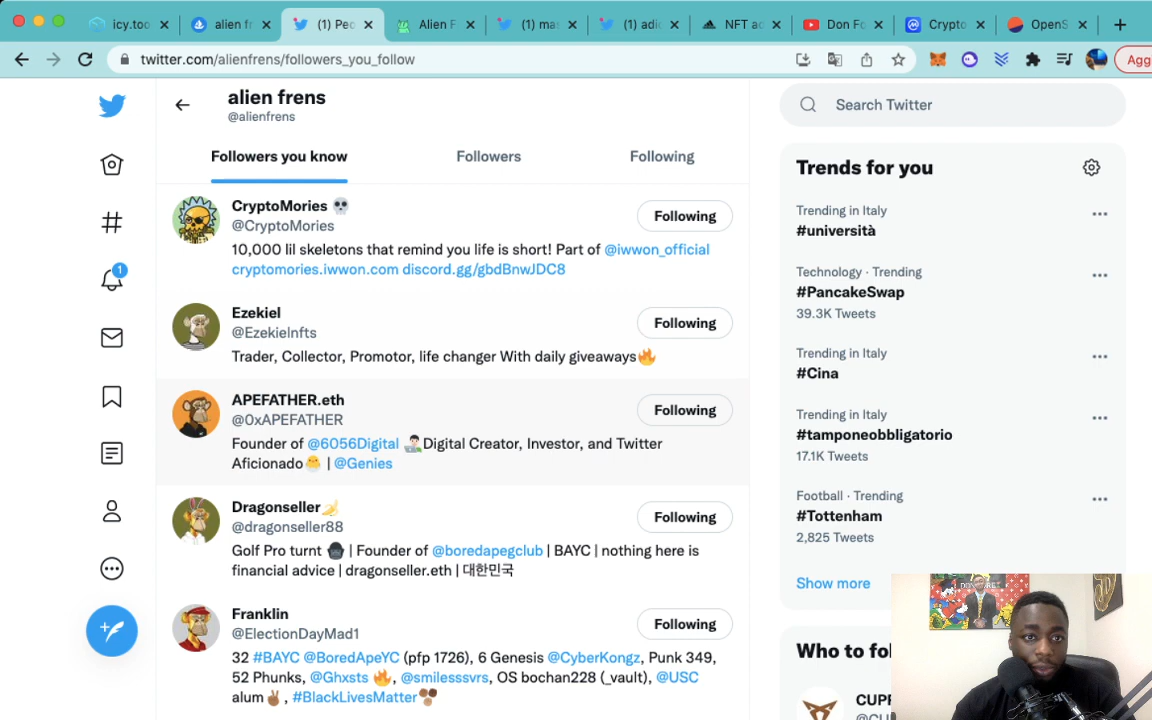 icy.too
alien fr
(1) Peo
Alien F
(1) mas
(1) adid
NFT ac
Don Fo
Crypto
OpenS
twitter.com/alienfrens/followers_you_follow
Agg
alien frens
@alienfrens
Search Twitter
Followers you know
Followers
Following
CryptoMories 💀
@CryptoMories
Following
10,000 lil skeletons that remind you life is short! Part of @iwwon_official
cryptomories.iwwon.com discord.gg/gbdBnwJDC8
Ezekiel
@EzekieInfts
Following
Trader, Collector, Promotor, life changer With daily giveaways🔥
APEFATHER.eth
@0xAPEFATHER
Following
Founder of @6056Digital 👨🏻‍💻Digital Creator, Investor, and Twitter
Aficionado🐣 | @Genies
Dragonseller🍌
@dragonseller88
Following
Golf Pro turnt 🦍 | Founder of @boredapegclub | BAYC | nothing here is
financial advice | dragonseller.eth | 대한민국
Franklin
@ElectionDayMad1
Following
32 #BAYC @BoredApeYC (pfp 1726), 6 Genesis @CyberKongz, Punk 349,
52 Phunks, @Ghxsts 🔥, @smilesssvrs, OS bochan228 (_vault), @USC
alum✌🏾, #BlackLivesMatter
1
Trends for you
Trending in Italy
#università
Technology · Trending
#PancakeSwap
39.3K Tweets
Trending in Italy
#Cina
Trending in Italy
#tamponeobbligatorio
17.1K Tweets
Football · Trending
#Tottenham
2,825 Tweets
Show more
Who to fol
CUPR